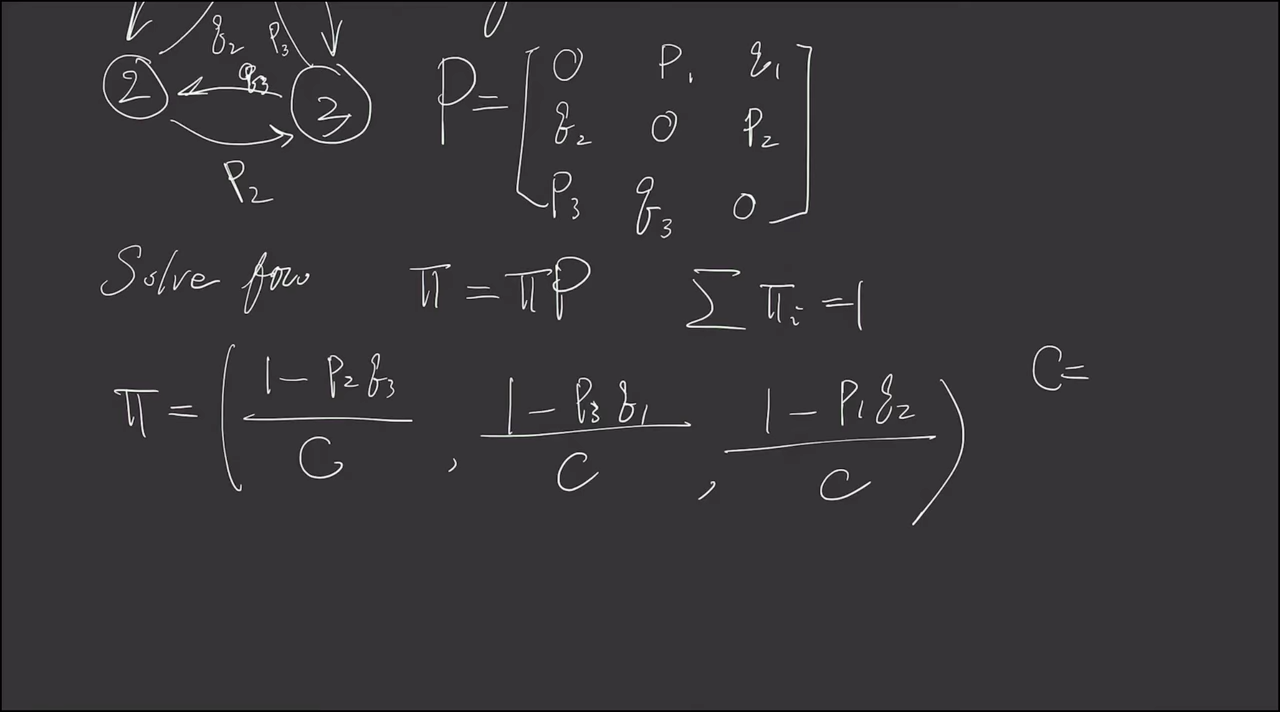 q₂ p₃
2 q₃ 3
p₂
P = [ 0 p₁ q₁
q₂ 0 p₂
p₃ q₃ 0 ]
Solve for π = πP ∑ πᵢ = 1
π = ( (1 − p₂q₃)/C , (1 − p₃q₁)/C , (1 − p₁q₂)/C ) C =